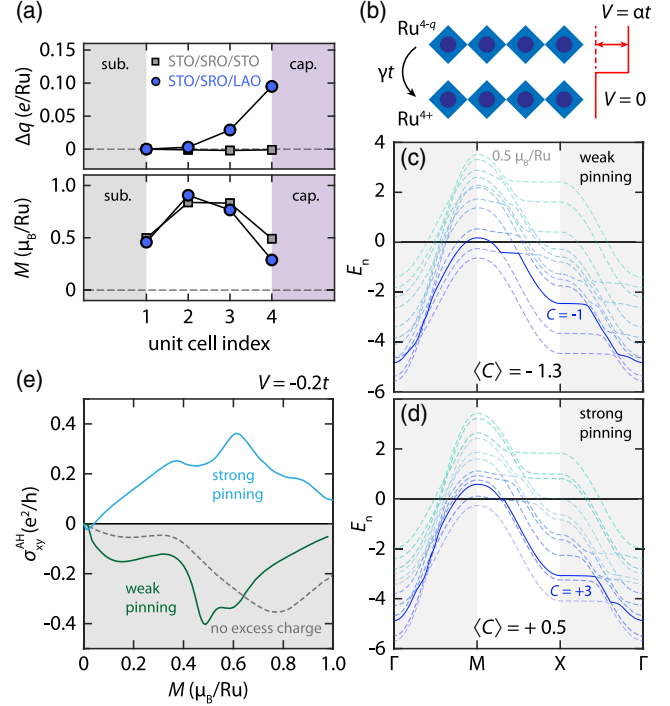 (a)
sub.
STO/SRO/STO
STO/SRO/LAO
cap.
Δq (e/Ru)
0.10
0.05
0.00
sub.
cap.
M (μB/Ru)
1.0
0.5
0.0
1 2 3 4
unit cell index
(b)
Ru4-q
γt
Ru4+
V = αt
V = 0
(c)
0.5 μB/Ru
weak
pinning
En
4
2
0
-2
-4
-6
C = -1
⟨C⟩ = - 1.3
(d)
strong
pinning
En
4
2
0
-2
-4
-6
C = +3
⟨C⟩ = + 0.5
Γ M X Γ
(e)
V = -0.2t
σxyAH (e2/h)
0.4
0.2
0
-0.2
-0.4
strong
pinning
weak
pinning
no excess charge
0 0.2 0.4 0.6 0.8 1.0
M (μB/Ru)